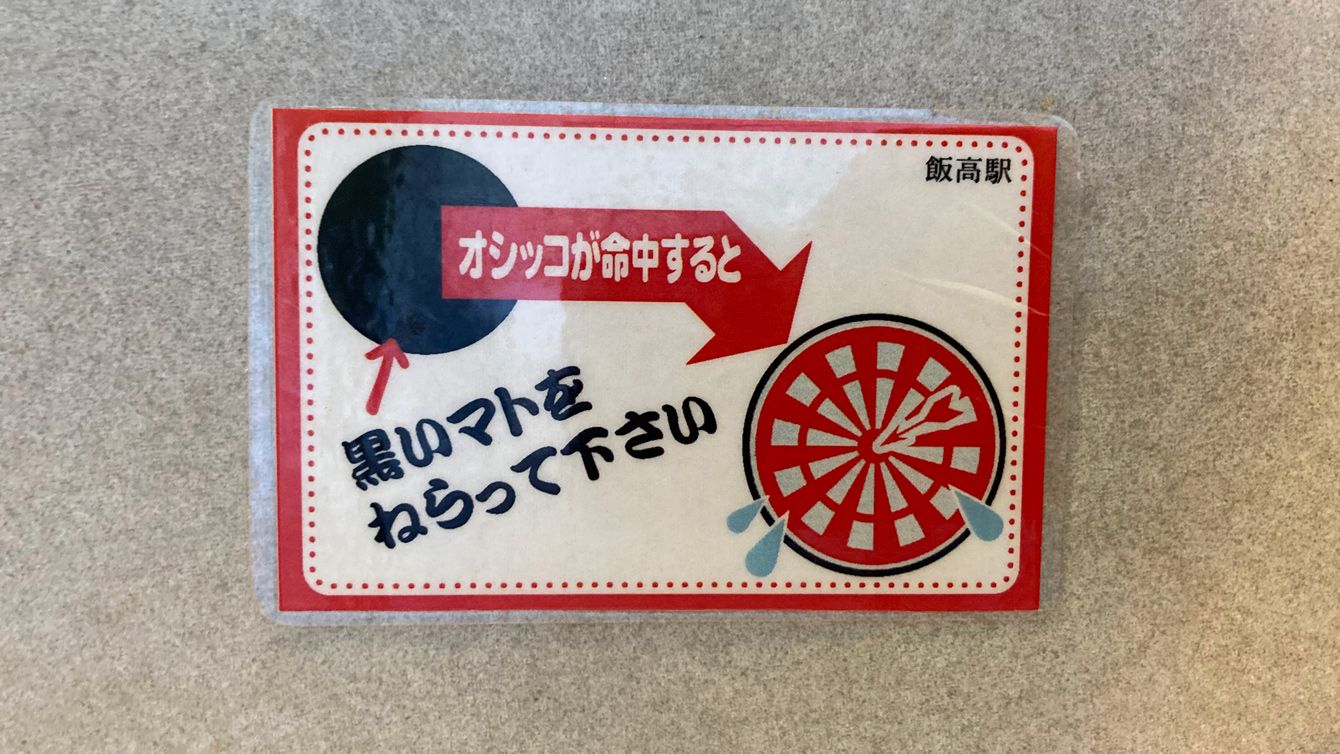 飯高駅
オシッコが命中すると
黒いマトを
ねらって下さい